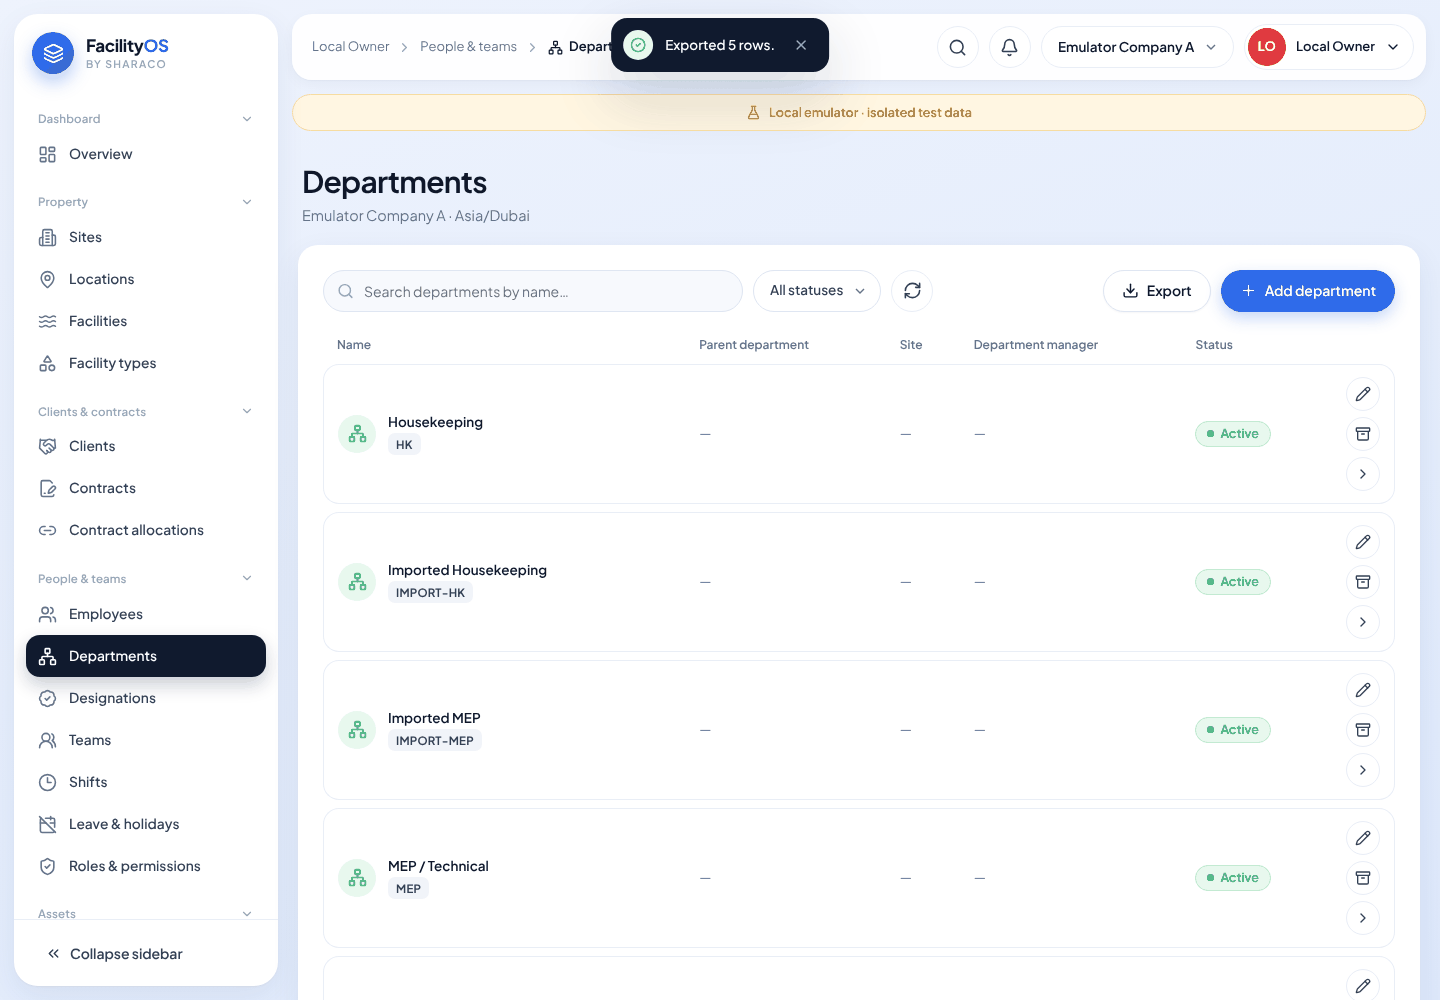 FacilityOS
BY SHARACO
Dashboard
Overview
Property
Sites
Locations
Facilities
Facility types
Clients & contracts
Clients
Contracts
Contract allocations
People & teams
Employees
Departments
Designations
Teams
Shifts
Leave & holidays
Roles & permissions
Assets
Collapse sidebar
Local Owner
People & teams
Exported 5 rows.
Emulator Company A
LO
Local Owner
Local emulator · isolated test data
Departments
Emulator Company A · Asia/Dubai
Search departments by name...
All statuses
Export
Add department
Name Parent department Site Department manager Status
Housekeeping
HK
— — —
Active
Imported Housekeeping
IMPORT-HK
— — —
Active
Imported MEP
IMPORT-MEP
— — —
Active
MEP / Technical
MEP
— — —
Active